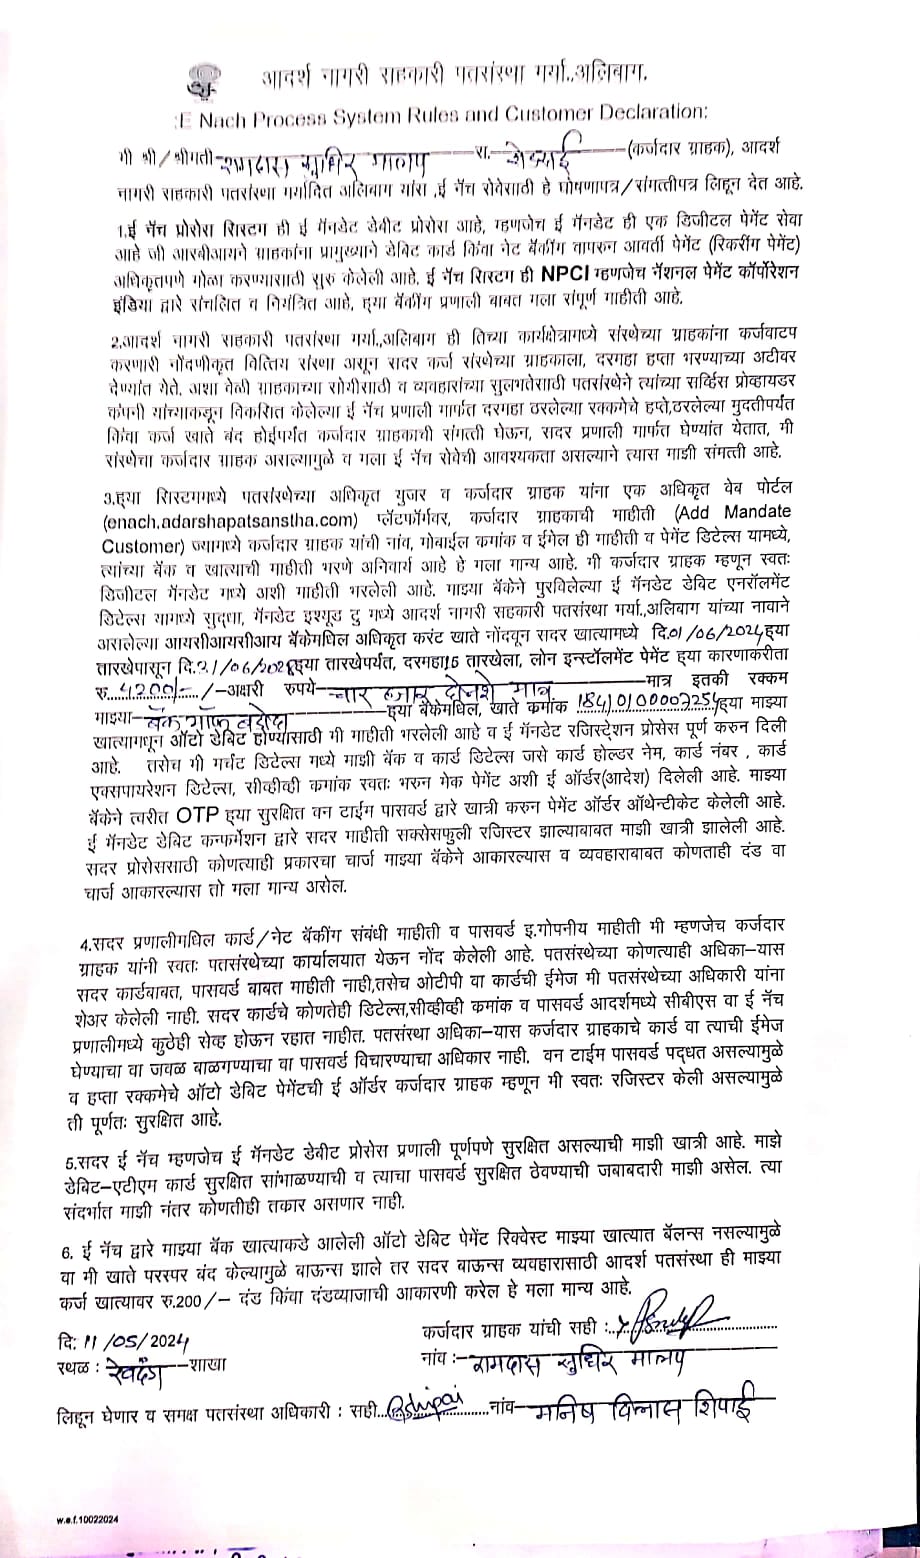 आदर्श नागरी सहकारी पतसंस्था मर्या.,अलिबाग.
:E Nach Process System Rules and Customer Declaration:
मी श्री/श्रीमती रामदास सुधिर मालप रा. (कर्जदार ग्राहक), आदर्श
नागरी सहकारी पतसंस्था मर्यादित अलिबाग यांस ,ई नॅच सेवेसाठी हे घोषणापत्र/संमत्तीपत्र लिहून देत आहे.
1.ई नॅच प्रोसेस सिस्टम ही ई मॅनडेट डेबीट प्रोसेस आहे, म्हणजेच ई मॅनडेट ही एक डिजीटल पेमेंट सेवा
आहे जी आरबीआयने ग्राहकांना प्रामुख्याने डेबिट कार्ड किंवा नेट बॅंकींग वापरुन आवर्ती पेमेंट (रिकरींग पेमेंट)
अधिकृतपणे गोळा करण्यासाठी सुरु केलेली आहे. ई नॅच सिस्टम ही NPCI म्हणजेच नॅशनल पेमेंट कॉर्पोरेशन
इंडिया द्वारे संचलित व नियंत्रित आहे. ह्या बॅंकींग प्रणाली बाबत मला संपूर्ण माहीती आहे.
2.आदर्श नागरी सहकारी पतसंस्था मर्या.,अलिबाग ही तिच्या कार्यक्षेत्रामध्ये संस्थेच्या ग्राहकांना कर्जवाटप
करणारी नोंदणीकृत वित्तिय संस्था असून सदर कर्ज संस्थेच्या ग्राहकाला, दरमहा हप्ता भरण्याच्या अटीवर
देण्यांत येते. अशा वेळी ग्राहकाच्या सोयीसाठी व व्यवहारांच्या सुलभतेसाठी पतसंस्थेने त्यांच्या सर्व्हिस प्रोव्हायडर
कंपनी यांच्याकडून विकसित केलेल्या ई नॅच प्रणाली मार्फत दरमहा ठरलेल्या रक्कमेचे हप्ते,ठरलेल्या मुदतीपर्यंत
किंवा कर्ज खाते बंद होईपर्यंत कर्जदार ग्राहकाची संमत्ती घेऊन, सदर प्रणाली मार्फत घेण्यांत येतात, मी
संस्थेचा कर्जदार ग्राहक असल्यामुळे व मला ई नॅच सेवेची आवश्यकता असल्याने त्यास माझी संमत्ती आहे.
3.ह्या सिस्टममध्ये पतसंस्थेच्या अधिकृत युजर व कर्जदार ग्राहक यांना एक अधिकृत वेब पोर्टल
(enach.adarshapatsanstha.com) प्लॅटफॉर्मवर, कर्जदार ग्राहकाची माहीती (Add Mandate
Customer) ज्यामध्ये कर्जदार ग्राहक यांची नांव, मोबाईल कमांक व ईमेल ही माहीती व पेमेंट डिटेल्स यामध्ये,
त्यांच्या बॅंक व खात्याची माहीती भरणे अनिवार्य आहे हे मला मान्य आहे. मी कर्जदार ग्राहक म्हणून स्वतः
डिजीटल मॅनडेट मध्ये अशी माहीती भरलेली आहे. माझ्या बॅंकेने पुरविलेल्या ई मॅनडेट डेबिट एनरॉलमेंट
डिटेल्स यामध्ये सुद्धा, मॅनडेट इश्यूड टु मध्ये आदर्श नागरी सहकारी पतसंस्था मर्या.,अलिबाग यांच्या नावाने
असलेल्या आयसीआयसीआय बॅंकेमधिल अधिकृत करंट खाते नोंदवून सदर खात्यामध्ये दि.01/06/2024ह्या
तारखेपासून दि.21/06/2028ह्या तारखेपर्यंत, दरमहा15 तारखेला, लोन इन्स्टॉलमेंट पेमेंट ह्या कारणाकरीता
रु.4200/-/-अक्षरी रुपये चार हजार दोनशे मात्र मात्र इतकी रक्कम
माझ्या बॅंक ऑफ बडोदा ह्या बॅंकेमधिल, खाते कमांक 18410100007254ह्या माझ्या
खात्यामधून ऑटो डेबिट होण्यासाठी मी माहीती भरलेली आहे व ई मॅनडेट रजिस्ट्रेशन प्रोसेस पूर्ण करुन दिली
आहे. तसेच मी मर्चंट डिटेल्स मध्ये माझी बॅंक व कार्ड डिटेल्स जसे कार्ड होल्डर नेम, कार्ड नंबर , कार्ड
एक्सपायरेशन डिटेल्स, सीव्हीव्ही कमांक स्वतः भरुन मेक पेमेंट अशी ई ऑर्डर(आदेश) दिलेली आहे. माझ्या
बॅंकेने त्वरीत OTP ह्या सुरक्षित वन टाईम पासवर्ड द्वारे खात्री करुन पेमेंट ऑर्डर ऑथेन्टीकेट केलेली आहे.
ई मॅनडेट डेबिट कन्फर्मेशन द्वारे सदर माहीती सक्सेसफुली रजिस्टर झाल्याबाबत माझी खात्री झालेली आहे.
सदर प्रोसेससाठी कोणत्याही प्रकारचा चार्ज माझ्या बॅंकेने आकारल्यास व व्यवहाराबाबत कोणताही दंड वा
चार्ज आकारल्यास तो मला मान्य असेल.
4.सदर प्रणालीमधिल कार्ड/नेट बॅंकींग संबंधी माहीती व पासवर्ड इ.गोपनीय माहीती मी म्हणजेच कर्जदार
ग्राहक यांनी स्वतः पतसंस्थेच्या कार्यालयात येऊन नोंद केलेली आहे. पतसंस्थेच्या कोणत्याही अधिका–यास
सदर कार्डबाबत, पासवर्ड बाबत माहीती नाही,तसेच ओटीपी वा कार्डची ईमेज मी पतसंस्थेच्या अधिकारी यांना
शेअर केलेली नाही. सदर कार्डचे कोणतेही डिटेल्स,सीव्हीव्ही कमांक व पासवर्ड आदर्शमध्ये सीबीएस वा ई नॅच
प्रणालीमध्ये कुठेही सेव्ह होऊन रहात नाहीत. पतसंस्था अधिका–यास कर्जदार ग्राहकाचे कार्ड वा त्याची ईमेज
घेण्याचा वा जवळ बाळगण्याचा वा पासवर्ड विचारण्याचा अधिकार नाही. वन टाईम पासवर्ड पद्धत असल्यामुळे
व हप्ता रक्कमेचे ऑटो डेबिट पेमेंटची ई ऑर्डर कर्जदार ग्राहक म्हणून मी स्वतः रजिस्टर केली असल्यामुळे
ती पूर्णतः सुरक्षित आहे.
5.सदर ई नॅच म्हणजेच ई मॅनडेट डेबीट प्रोसेस प्रणाली पूर्णपणे सुरक्षित असल्याची माझी खात्री आहे. माझे
डेबिट–एटीएम कार्ड सुरक्षित सांभाळण्याची व त्याचा पासवर्ड सुरक्षित ठेवण्याची जबाबदारी माझी असेल. त्या
संदर्भात माझी नंतर कोणतीही तकार असणार नाही.
6. ई नॅच द्वारे माझ्या बॅंक खात्याकडे आलेली ऑटो डेबिट पेमेंट रिक्वेस्ट माझ्या खात्यात बॅलन्स नसल्यामुळे
वा मी खाते परस्पर बंद केल्यामुळे बाऊन्स झाले तर सदर बाऊन्स व्यवहारासाठी आदर्श पतसंस्था ही माझ्या
कर्ज खात्यावर रु.200/– दंड किंवा दंडव्याजाची आकारणी करेल हे मला मान्य आहे.
दि: 11/05/2024
कर्जदार ग्राहक यांची सही :
स्थळ : रेवदंडा शाखा
नांव :- रामदास सुधिर मालप
लिहून घेणार व समक्ष पतसंस्था अधिकारी : सही नांव मनिष विलास शिपाई
w.e.f.10022024